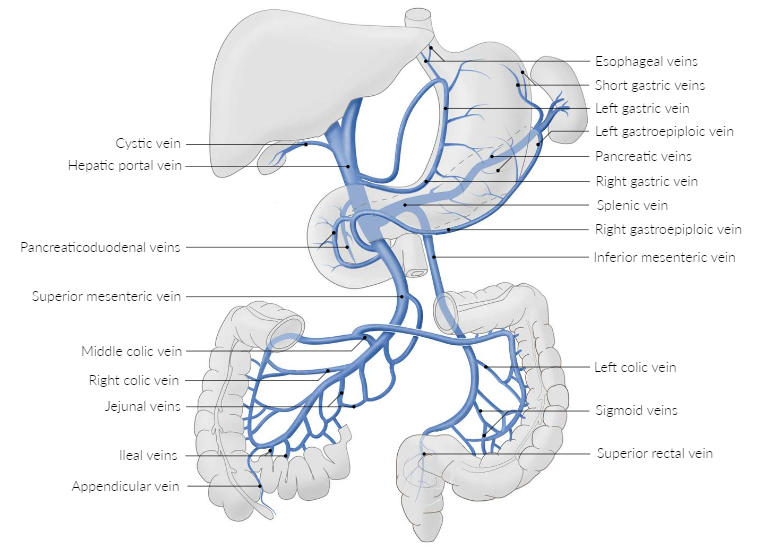 Esophageal veins
Short gastric veins
Left gastric vein
Left gastroepiploic vein
Cystic vein
Pancreatic veins
Hepatic portal vein
Right gastric vein
Splenic vein
Right gastroepiploic vein
Pancreaticoduodenal veins
Inferior mesenteric vein
Superior mesenteric vein
Middle colic vein
Left colic vein
Right colic vein
Jejunal veins
Sigmoid veins
Ileal veins
Superior rectal vein
Appendicular vein